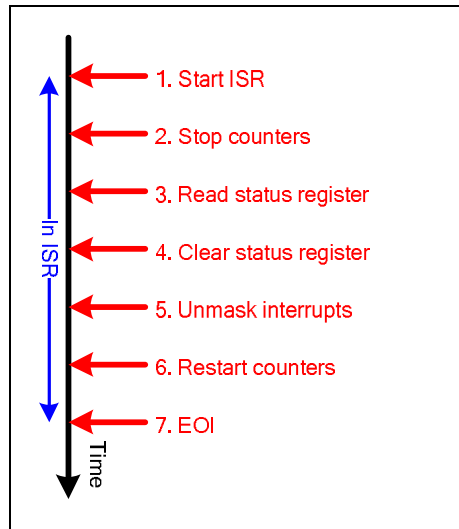 1. Start ISR
2. Stop counters
3. Read status register
4. Clear status register
In ISR
5. Unmask interrupts
6. Restart counters
7. EOI
Time